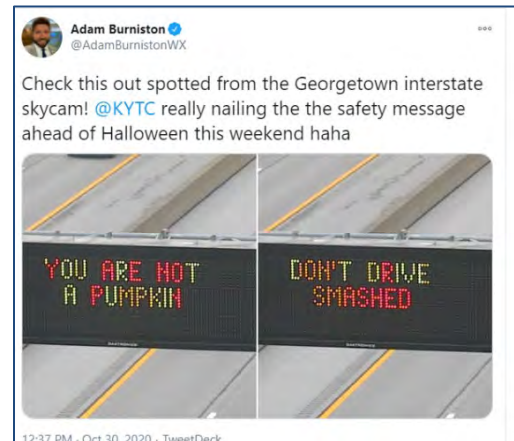 Adam Burniston
@AdamBurnistonWX
Check this out spotted from the Georgetown interstate
skycam! @KYTC really nailing the the safety message
ahead of Halloween this weekend haha
YOU ARE NOT
A PUMPKIN
DON'T DRIVE
SMASHED
12:37 PM · Oct 30, 2020 · TweetDeck